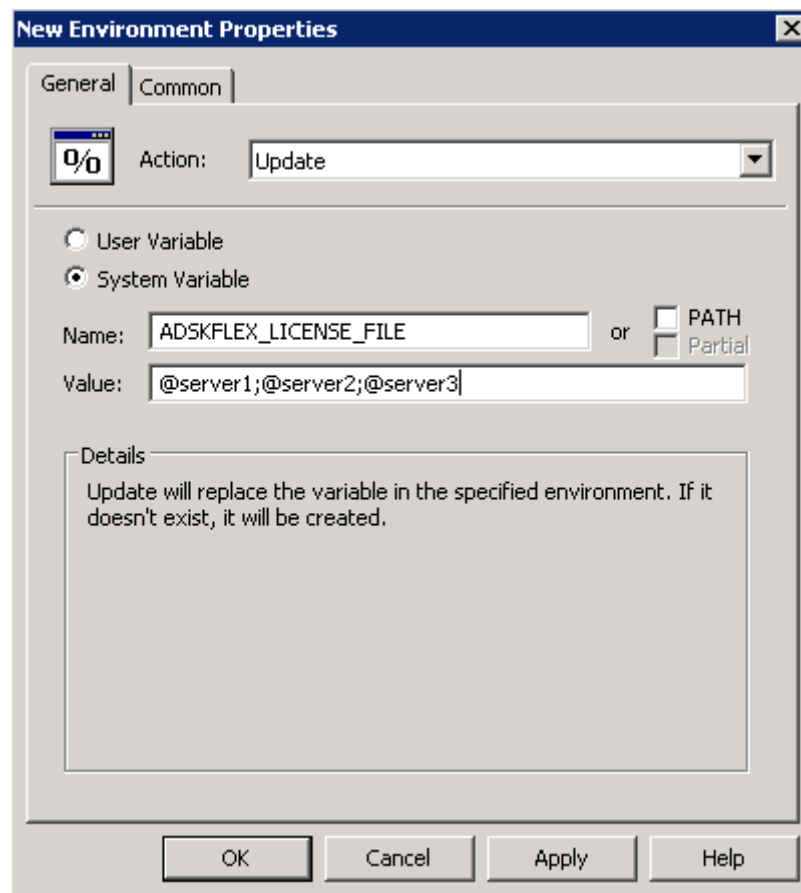 New Environment Properties
General Common
% Action: Update
User Variable
System Variable
Name: ADSKFLEX_LICENSE_FILE or PATH
Partial
Value: @server1;@server2;@server3
Details
Update will replace the variable in the specified environment. If it
doesn't exist, it will be created.
OK Cancel Apply Help